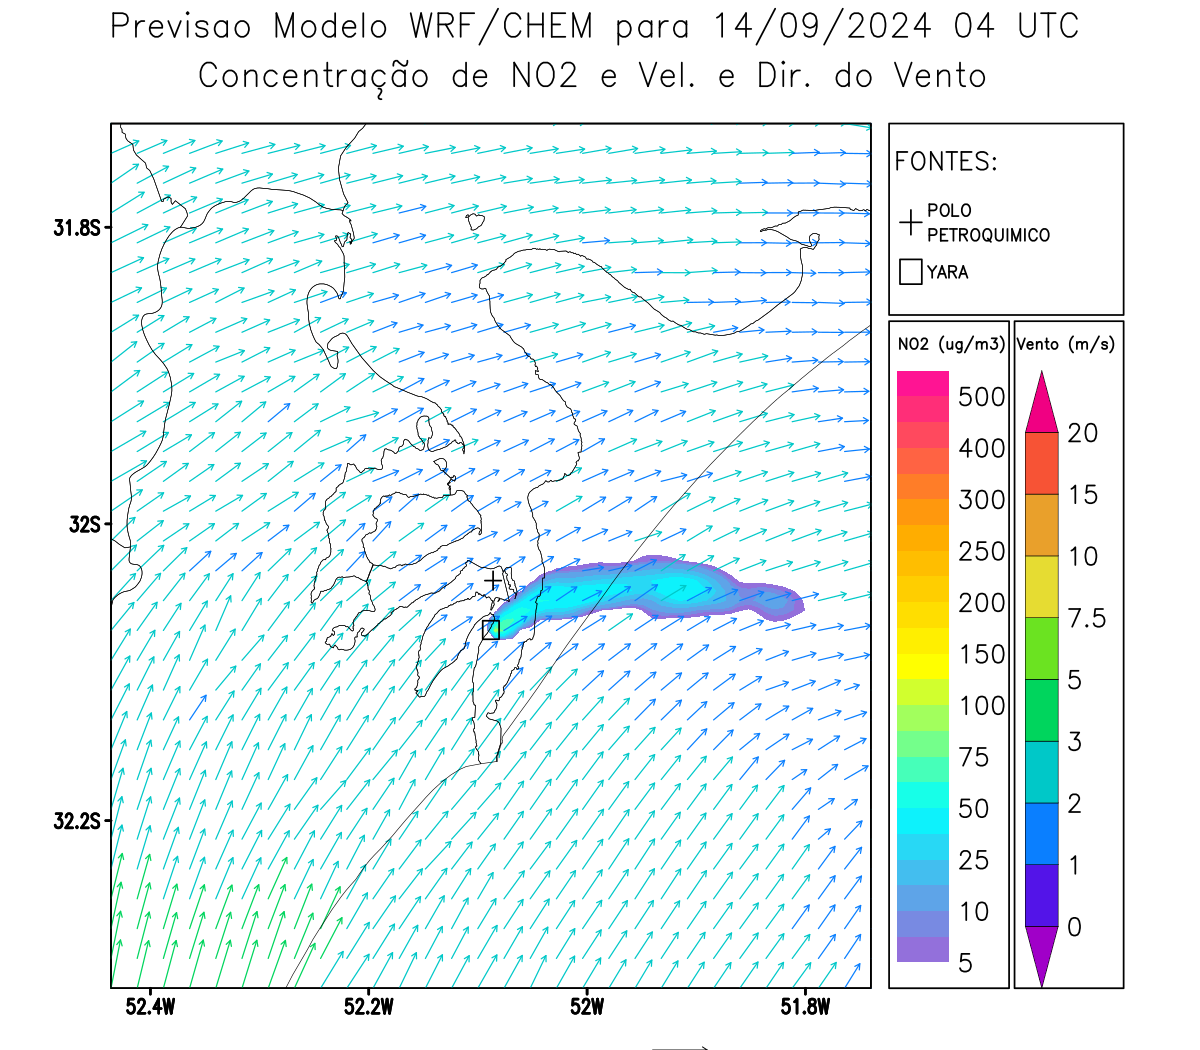 Previsao Modelo WRF/CHEM para 14/09/2024 04 UTC
Concentração de NO2 e Vel. e Dir. do Vento
FONTES:
POLO
PETROQUIMICO
YARA
31.8S
32S
32.2S
52.4W
52.2W
52W
51.8W
NO2 (ug/m3)
500
400
300
250
200
150
100
75
50
25
10
5
Vento (m/s)
20
15
10
7.5
5
3
2
1
0